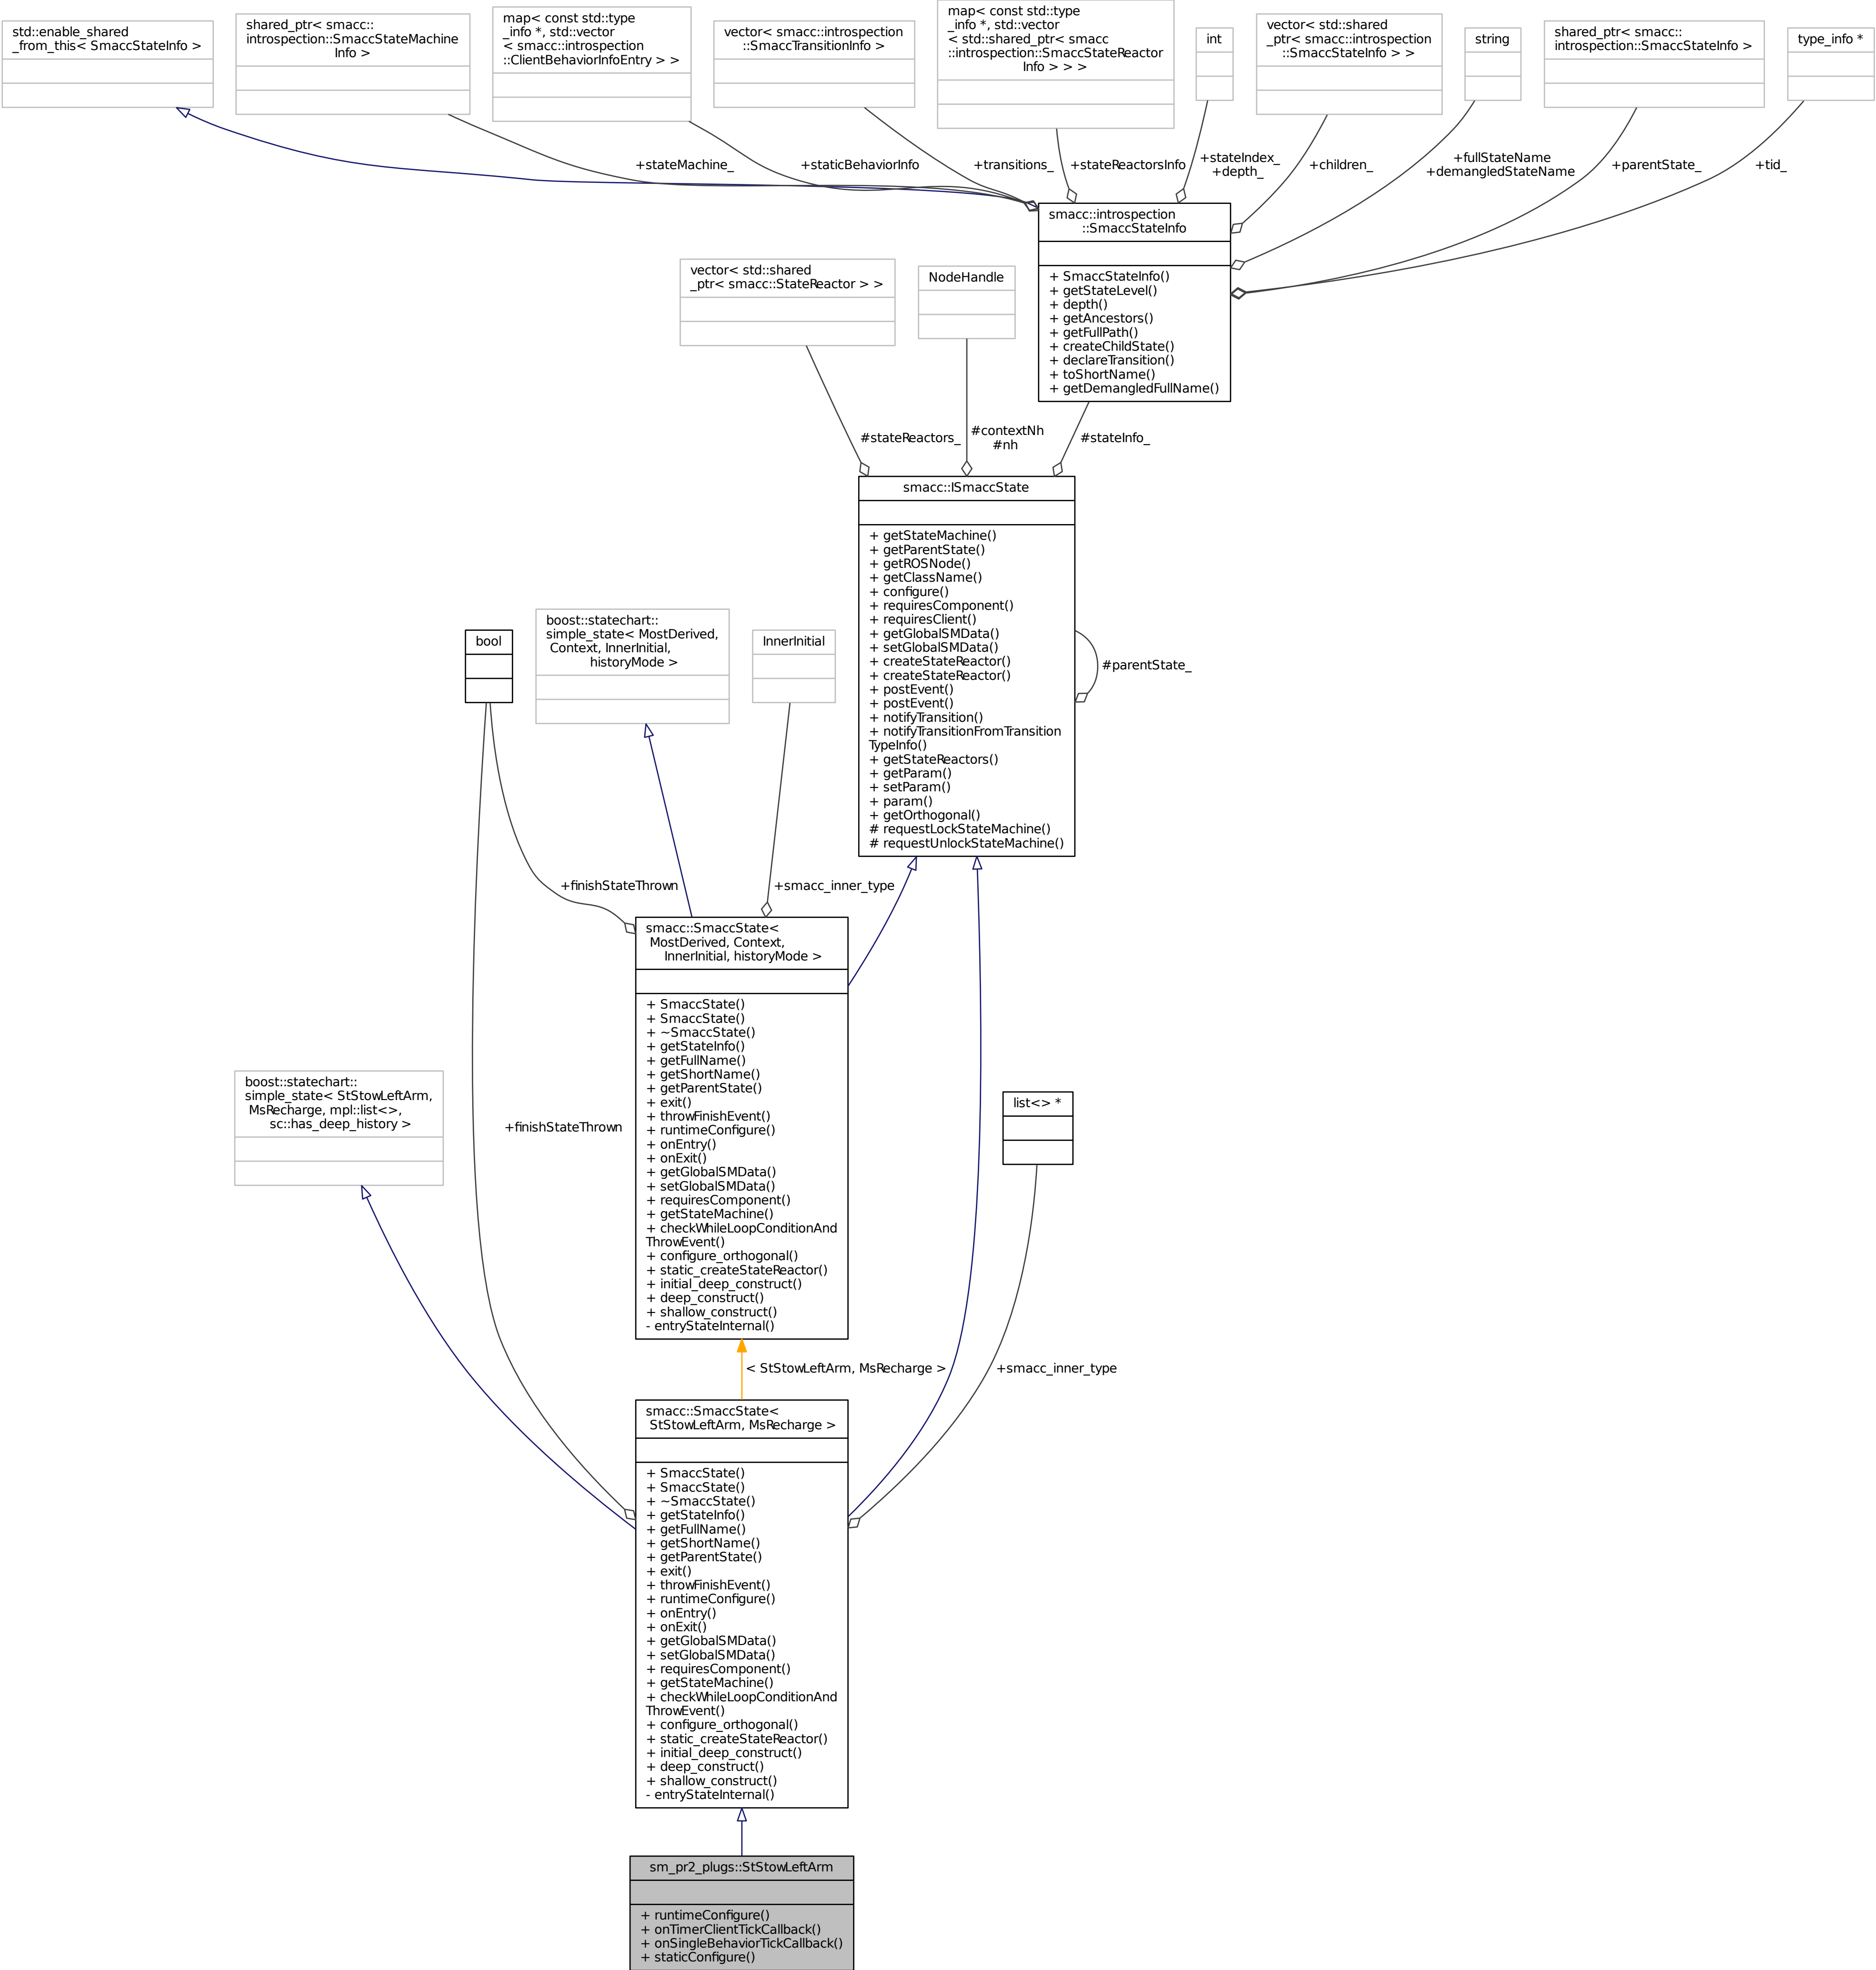 std::enable_shared
_from_this< SmaccStateInfo >
shared_ptr< smacc::
introspection::SmaccStateMachine
Info >
map< const std::type
_info *, std::vector
< smacc::introspection
::ClientBehaviorInfoEntry > >
vector< smacc::introspection
::SmaccTransitionInfo >
map< const std::type
_info *, std::vector
< std::shared_ptr< smacc
::introspection::SmaccStateReactor
Info > > >
int
vector< std::shared
_ptr< smacc::introspection
::SmaccStateInfo > >
string
shared_ptr< smacc::
introspection::SmaccStateInfo >
type_info *
+stateMachine_
+staticBehaviorInfo
+transitions_
+stateReactorsInfo
+stateIndex_
+depth_
+children_
+fullStateName
+demangledStateName
+parentState_
+tid_
smacc::introspection
::SmaccStateInfo
+ SmaccStateInfo()
+ getStateLevel()
+ depth()
+ getAncestors()
+ getFullPath()
+ createChildState()
+ declareTransition()
+ toShortName()
+ getDemangledFullName()
vector< std::shared
_ptr< smacc::StateReactor > >
NodeHandle
#stateReactors_
#contextNh
#nh
#stateInfo_
smacc::ISmaccState
+ getStateMachine()
+ getParentState()
+ getROSNode()
+ getClassName()
+ configure()
+ requiresComponent()
+ requiresClient()
+ getGlobalSMData()
+ setGlobalSMData()
+ createStateReactor()
+ createStateReactor()
+ postEvent()
+ postEvent()
+ notifyTransition()
+ notifyTransitionFromTransition
TypeInfo()
+ getStateReactors()
+ getParam()
+ setParam()
+ param()
+ getOrthogonal()
# requestLockStateMachine()
# requestUnlockStateMachine()
#parentState_
bool
boost::statechart::
simple_state< MostDerived,
Context, InnerInitial,
historyMode >
InnerInitial
+finishStateThrown
+smacc_inner_type
smacc::SmaccState<
MostDerived, Context,
InnerInitial, historyMode >
+ SmaccState()
+ SmaccState()
+ ~SmaccState()
+ getStateInfo()
+ getFullName()
+ getShortName()
+ getParentState()
+ exit()
+ throwFinishEvent()
+ runtimeConfigure()
+ onEntry()
+ onExit()
+ getGlobalSMData()
+ setGlobalSMData()
+ requiresComponent()
+ getStateMachine()
+ checkWhileLoopConditionAnd
ThrowEvent()
+ configure_orthogonal()
+ static_createStateReactor()
+ initial_deep_construct()
+ deep_construct()
+ shallow_construct()
- entryStateInternal()
boost::statechart::
simple_state< StStowLeftArm,
MsRecharge, mpl::list<>,
sc::has_deep_history >
+finishStateThrown
list<> *
< StStowLeftArm, MsRecharge >
+smacc_inner_type
smacc::SmaccState<
StStowLeftArm, MsRecharge >
+ SmaccState()
+ SmaccState()
+ ~SmaccState()
+ getStateInfo()
+ getFullName()
+ getShortName()
+ getParentState()
+ exit()
+ throwFinishEvent()
+ runtimeConfigure()
+ onEntry()
+ onExit()
+ getGlobalSMData()
+ setGlobalSMData()
+ requiresComponent()
+ getStateMachine()
+ checkWhileLoopConditionAnd
ThrowEvent()
+ configure_orthogonal()
+ static_createStateReactor()
+ initial_deep_construct()
+ deep_construct()
+ shallow_construct()
- entryStateInternal()
sm_pr2_plugs::StStowLeftArm
+ runtimeConfigure()
+ onTimerClientTickCallback()
+ onSingleBehaviorTickCallback()
+ staticConfigure()